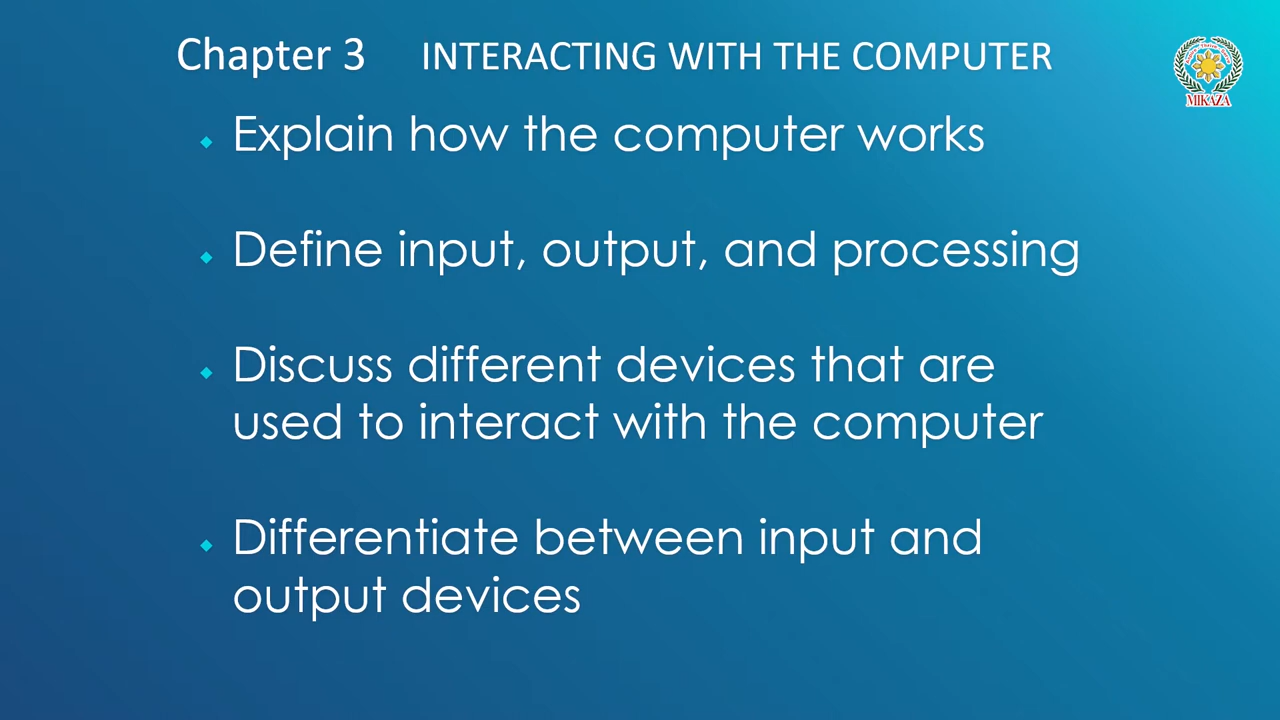 Chapter 3 INTERACTING WITH THE COMPUTER
MIKAZA
Explain how the computer works
Define input, output, and processing
Discuss different devices that are
used to interact with the computer
Differentiate between input and
output devices